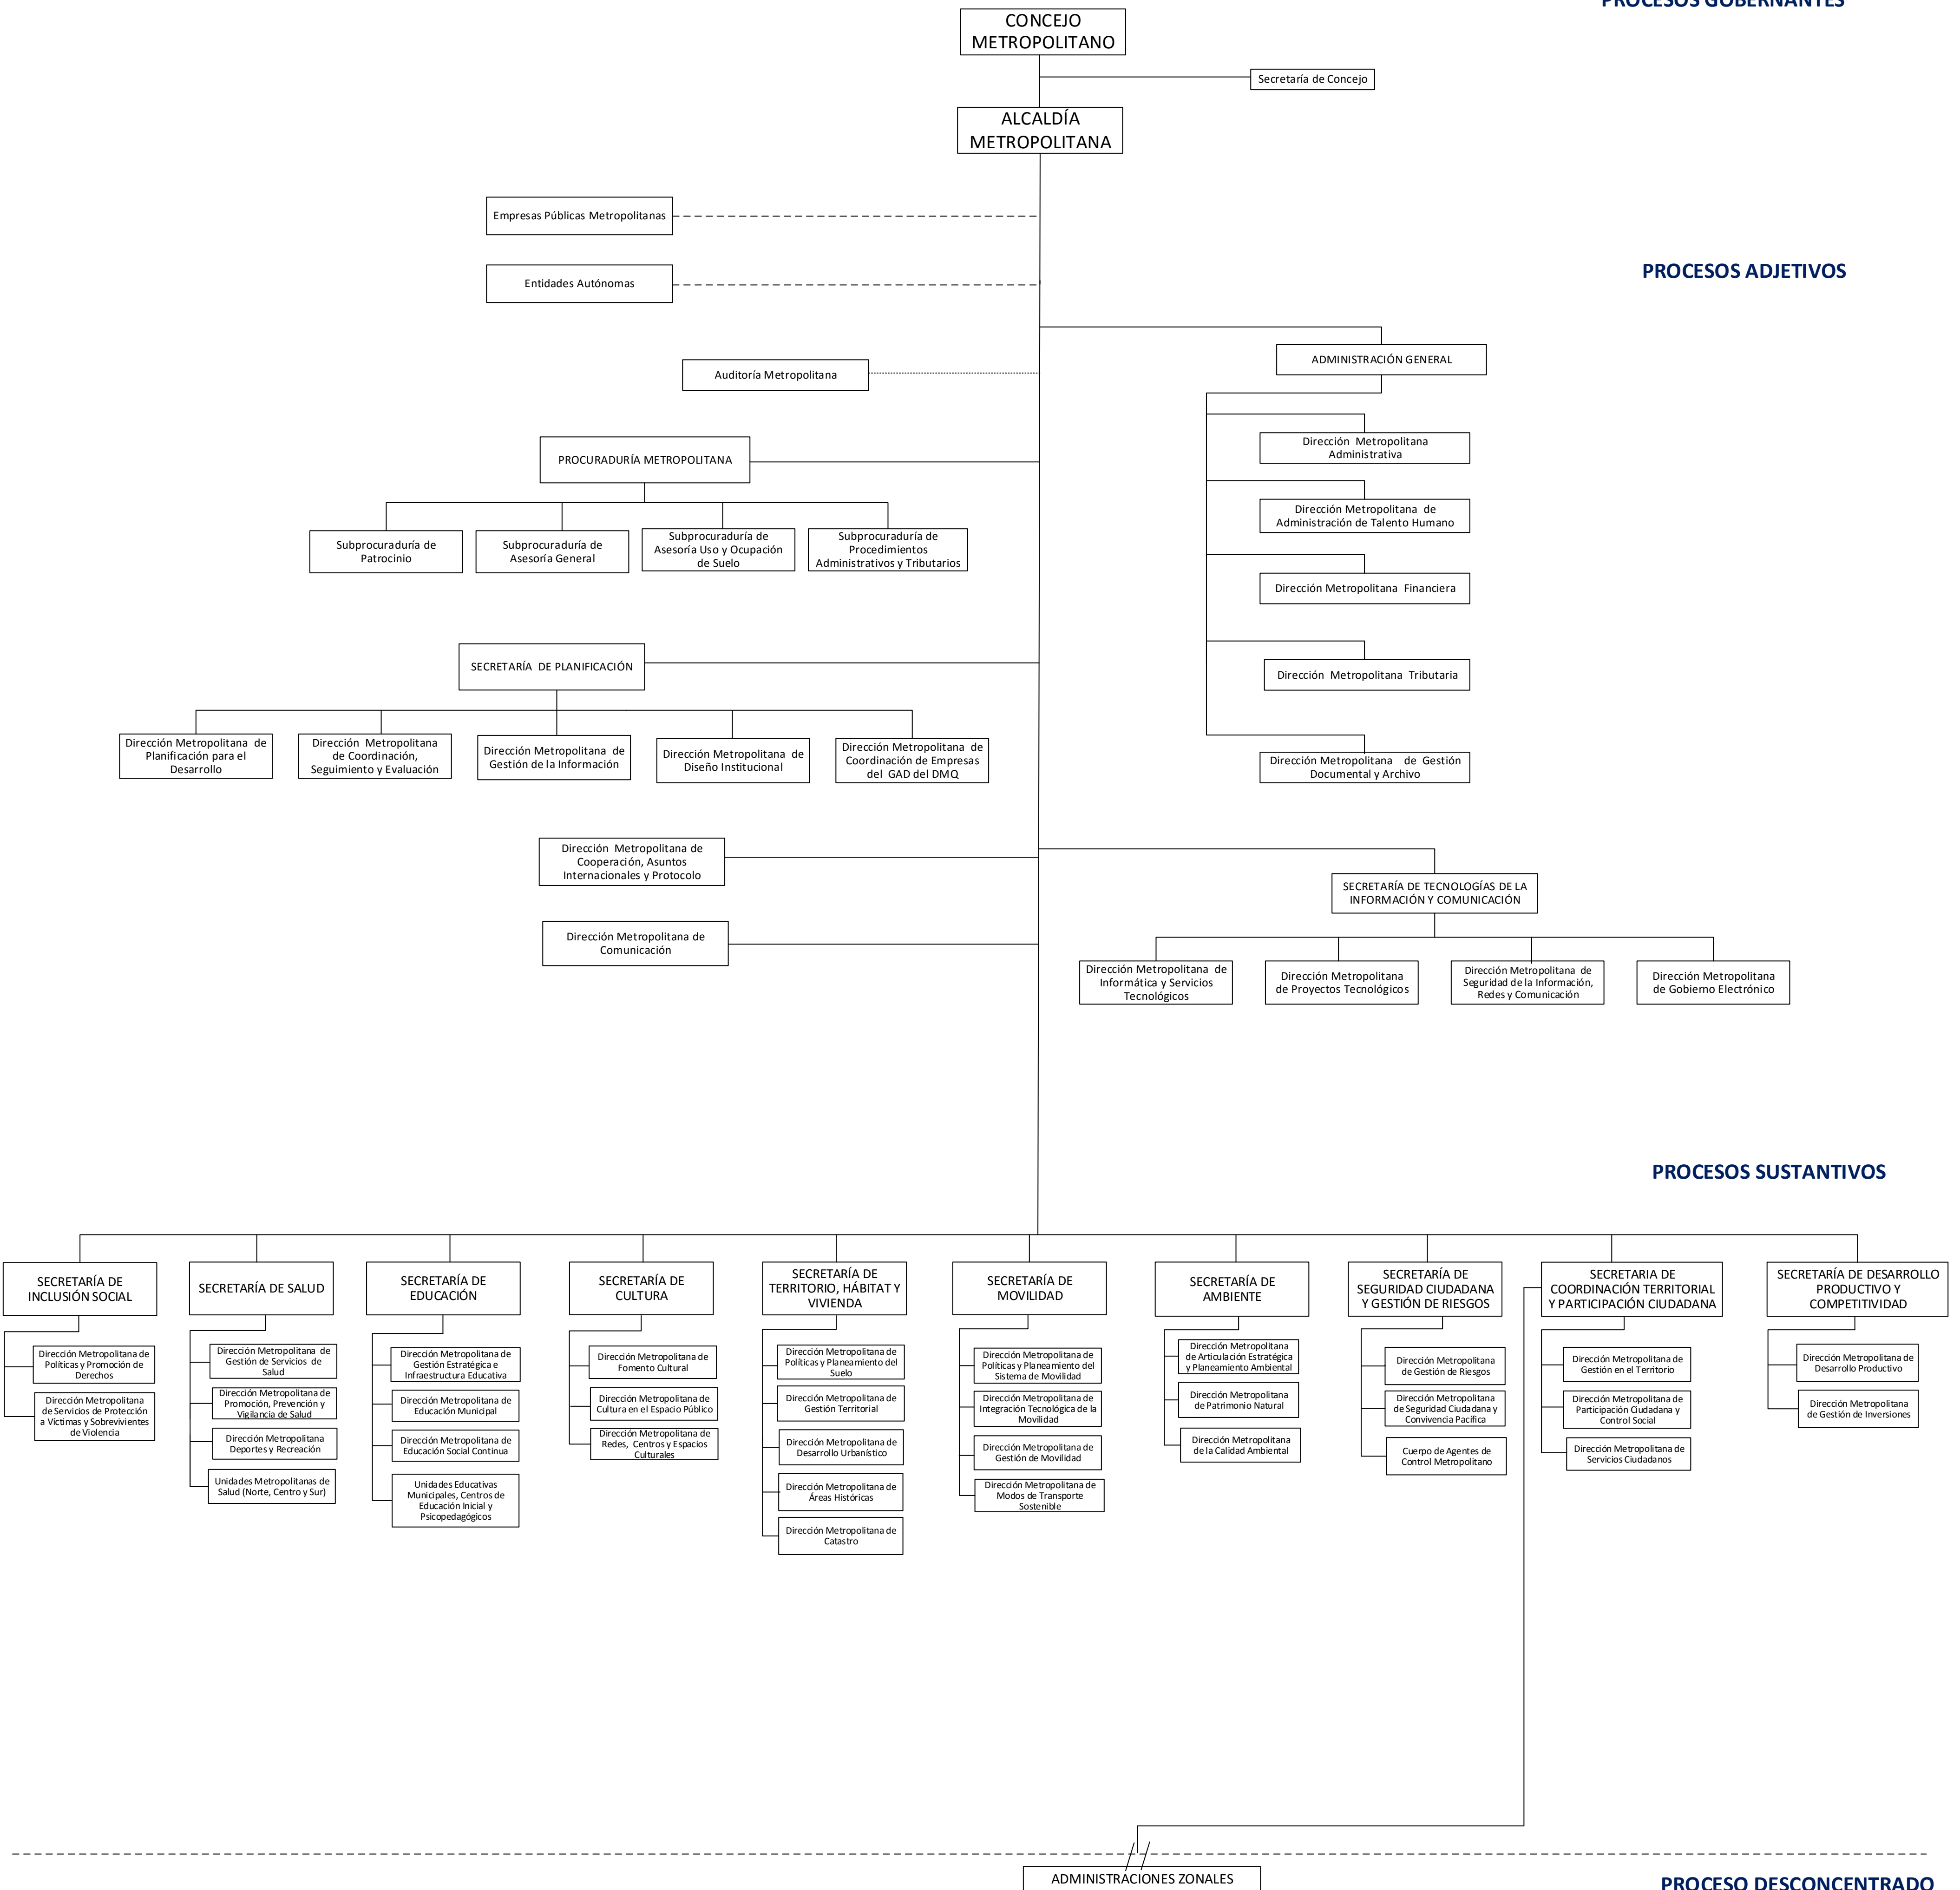 PROCESOS GOBERNANTES
CONCEJO
METROPOLITANO
Secretaría de Concejo
ALCALDÍA
METROPOLITANA
Empresas Públicas Metropolitanas
PROCESOS ADJETIVOS
Entidades Autónomas
ADMINISTRACIÓN GENERAL
Auditoría Metropolitana
Dirección Metropolitana
Administrativa
Dirección Metropolitana de
Administración de Talento Humano
Dirección Metropolitana Financiera
Dirección Metropolitana Tributaria
Dirección Metropolitana de Gestión
Documental y Archivo
PROCURADURÍA METROPOLITANA
Subprocuraduría de
Patrocinio
Subprocuraduría de
Asesoría General
Subprocuraduría de
Asesoría Uso y Ocupación
de Suelo
Subprocuraduría de
Procedimientos
Administrativos y Tributarios
SECRETARÍA DE PLANIFICACIÓN
Dirección Metropolitana de
Planificación para el
Desarrollo
Dirección Metropolitana
de Coordinación,
Seguimiento y Evaluación
Dirección Metropolitana de
Gestión de la Información
Dirección Metropolitana de
Diseño Institucional
Dirección Metropolitana de
Coordinación de Empresas
del GAD del DMQ
Dirección Metropolitana de
Cooperación, Asuntos
Internacionales y Protocolo
Dirección Metropolitana de
Comunicación
SECRETARÍA DE TECNOLOGÍAS DE LA
INFORMACIÓN Y COMUNICACIÓN
Dirección Metropolitana de
Informática y Servicios
Tecnológicos
Dirección Metropolitana
de Proyectos Tecnológicos
Dirección Metropolitana de
Seguridad de la Información,
Redes y Comunicación
Dirección Metropolitana
de Gobierno Electrónico
PROCESOS SUSTANTIVOS
SECRETARÍA DE
INCLUSIÓN SOCIAL
Dirección Metropolitana de
Políticas y Promoción de
Derechos
Dirección Metropolitana
de Servicios de Protección
a Víctimas y Sobrevivientes
de Violencia
SECRETARÍA DE SALUD
Dirección Metropolitana de
Gestión de Servicios de
Salud
Dirección Metropolitana de
Promoción, Prevención y
Vigilancia de Salud
Dirección Metropolitana
Deportes y Recreación
Unidades Metropolitanas de
Salud (Norte, Centro y Sur)
SECRETARÍA DE
EDUCACIÓN
Dirección Metropolitana de
Gestión Estratégica e
Infraestructura Educativa
Dirección Metropolitana de
Educación Municipal
Dirección Metropolitana de
Educación Social Continua
Unidades Educativas
Municipales, Centros de
Educación Inicial y
Psicopedagógicos
SECRETARÍA DE
CULTURA
Dirección Metropolitana de
Fomento Cultural
Dirección Metropolitana de
Cultura en el Espacio Público
Dirección Metropolitana de
Redes, Centros y Espacios
Culturales
SECRETARÍA DE
TERRITORIO, HÁBITAT Y
VIVIENDA
Dirección Metropolitana de
Políticas y Planeamiento del
Suelo
Dirección Metropolitana de
Gestión Territorial
Dirección Metropolitana de
Desarrollo Urbanístico
Dirección Metropolitana de
Áreas Históricas
Dirección Metropolitana de
Catastro
SECRETARÍA DE
MOVILIDAD
Dirección Metropolitana de
Políticas y Planeamiento del
Sistema de Movilidad
Dirección Metropolitana de
Integración Tecnológica de la
Movilidad
Dirección Metropolitana de
Gestión de Movilidad
Dirección Metropolitana de
Modos de Transporte
Sostenible
SECRETARÍA DE
AMBIENTE
Dirección Metropolitana
de Articulación Estratégica
y Planeamiento Ambiental
Dirección Metropolitana
de Patrimonio Natural
Dirección Metropolitana
de la Calidad Ambiental
SECRETARÍA DE
SEGURIDAD CIUDADANA
Y GESTIÓN DE RIESGOS
Dirección Metropolitana
de Gestión de Riesgos
Dirección Metropolitana
de Seguridad Ciudadana y
Convivencia Pacífica
Cuerpo de Agentes de
Control Metropolitano
SECRETARIA DE
COORDINACIÓN TERRITORIAL
Y PARTICIPACIÓN CIUDADANA
Dirección Metropolitana de
Gestión en el Territorio
Dirección Metropolitana de
Participación Ciudadana y
Control Social
Dirección Metropolitana de
Servicios Ciudadanos
SECRETARÍA DE DESARROLLO
PRODUCTIVO Y
COMPETITIVIDAD
Dirección Metropolitana de
Desarrollo Productivo
Dirección Metropolitana
de Gestión de Inversiones
ADMINISTRACIONES ZONALES
PROCESO DESCONCENTRADO